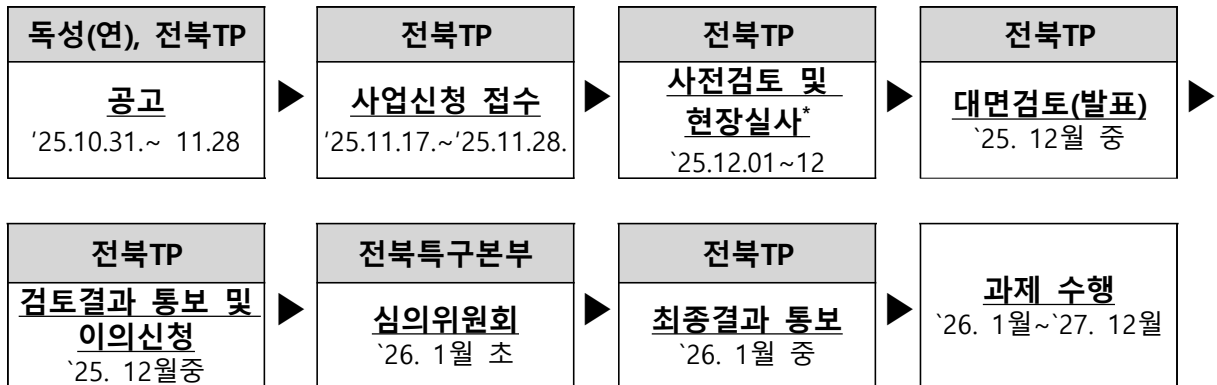 독성(연), 전북TP
공고
'25.10.31.~ 11.28
▶
전북TP
사업신청 접수
'25.11.17.~'25.11.28.
▶
전북TP
사전검토 및
현장실사*
`25.12.01~12
▶
전북TP
대면검토(발표)
`25. 12월 중
▶
전북TP
검토결과 통보 및
이의신청
`25. 12월중
▶
전북특구본부
심의위원회
`26. 1월 초
▶
전북TP
최종결과 통보
`26. 1월 중
▶
과제 수행
`26. 1월~`27. 12월